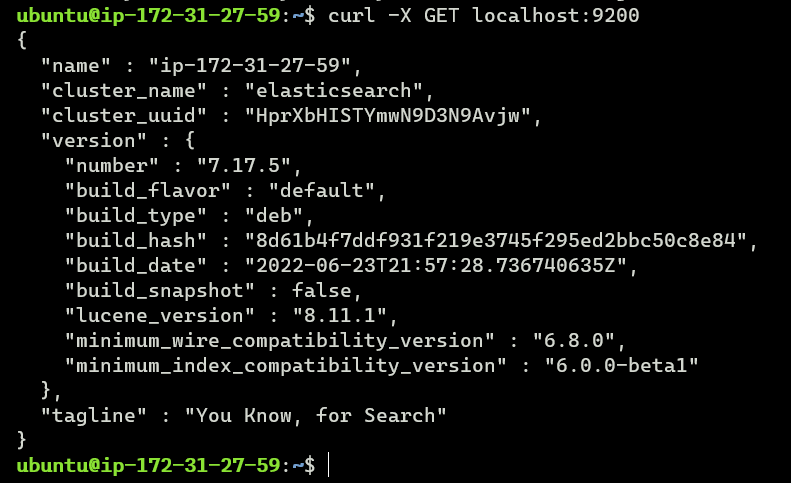 ubuntu@ip-172-31-27-59:~$ curl -X GET localhost:9200
{
  "name" : "ip-172-31-27-59",
  "cluster_name" : "elasticsearch",
  "cluster_uuid" : "HprXbHISTYmwN9D3N9Avjw",
  "version" : {
    "number" : "7.17.5",
    "build_flavor" : "default",
    "build_type" : "deb",
    "build_hash" : "8d61b4f7ddf931f219e3745f295ed2bbc50c8e84",
    "build_date" : "2022-06-23T21:57:28.736740635Z",
    "build_snapshot" : false,
    "lucene_version" : "8.11.1",
    "minimum_wire_compatibility_version" : "6.8.0",
    "minimum_index_compatibility_version" : "6.0.0-beta1"
  },
  "tagline" : "You Know, for Search"
}
ubuntu@ip-172-31-27-59:~$